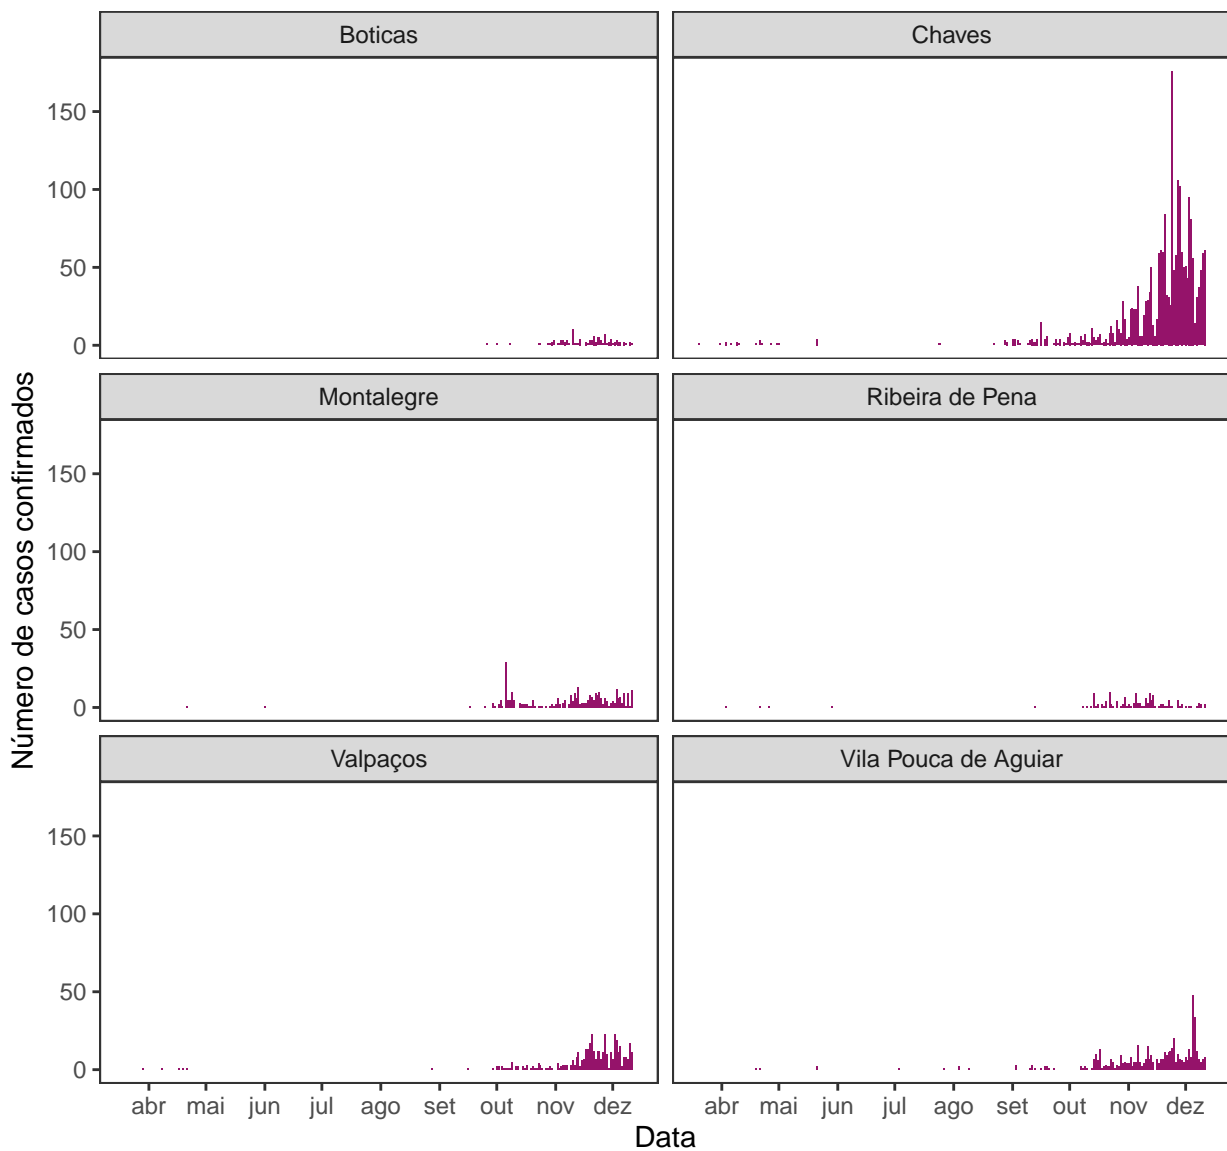 Boticas
Chaves
150
100
50
0
Montalegre
Ribeira de Pena
150
100
50
0
Número de casos confirmados
Valpaços
Vila Pouca de Aguiar
150
100
50
0
abr mai jun jul ago set out nov dez
abr mai jun jul ago set out nov dez
Data